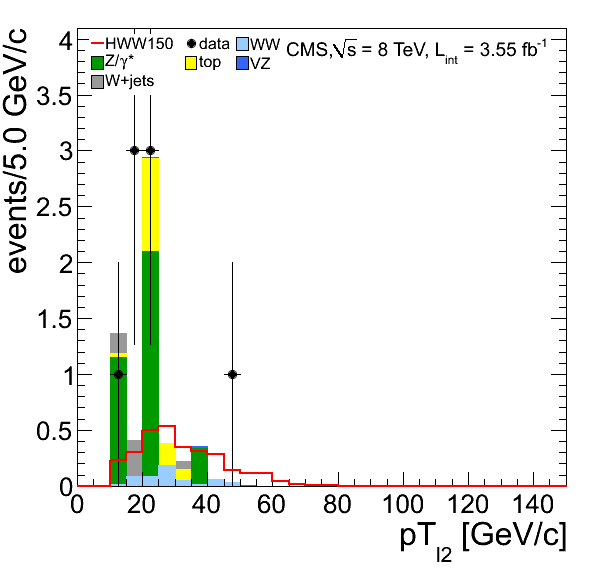 HWW150 data WW
Z/γ* top VZ
W+jets
CMS,√s = 8 TeV, L_int = 3.55 fb⁻¹
events/5.0 GeV/c
4
3.5
3
2.5
2
1.5
1
0.5
0
0 20 40 60 80 100 120 140
pT_l2 [GeV/c]